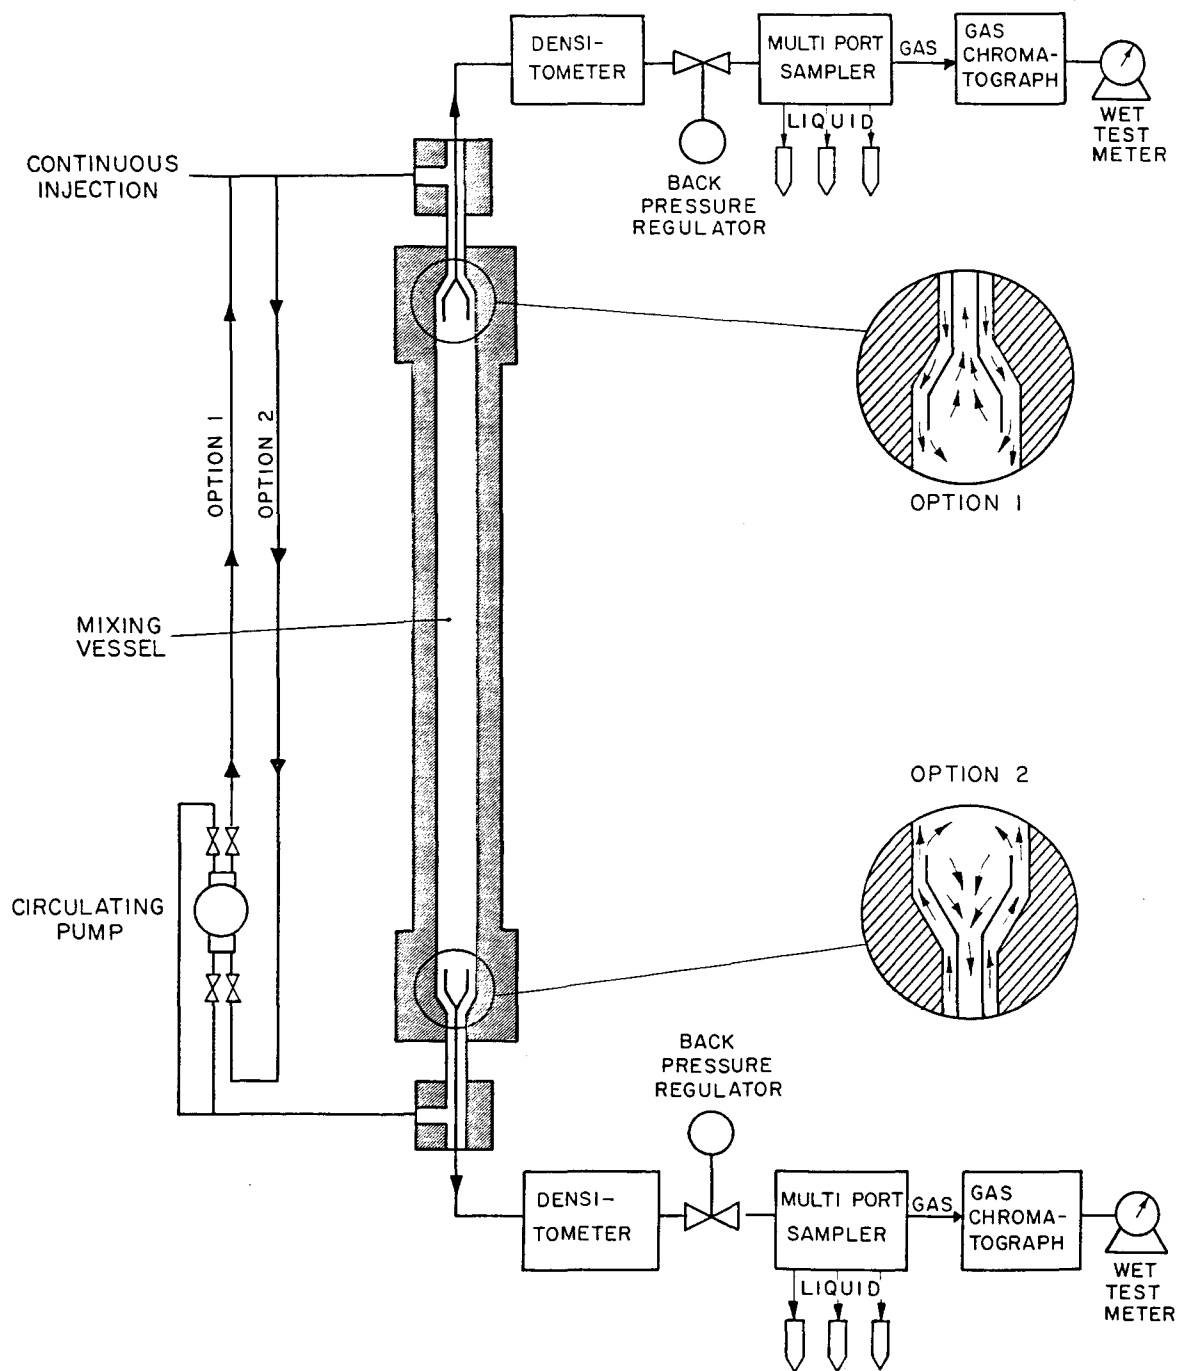 DENSI-
TOMETER
MULTI PORT
SAMPLER
GAS
GAS
CHROMA-
TOGRAPH
LIQUID
WET
TEST
METER
BACK
PRESSURE
REGULATOR
CONTINUOUS
INJECTION
OPTION 1
OPTION 2
OPTION 1
MIXING
VESSEL
OPTION 2
CIRCULATING
PUMP
BACK
PRESSURE
REGULATOR
DENSI-
TOMETER
MULTI PORT
SAMPLER
GAS
GAS
CHROMA-
TOGRAPH
LIQUID
WET
TEST
METER